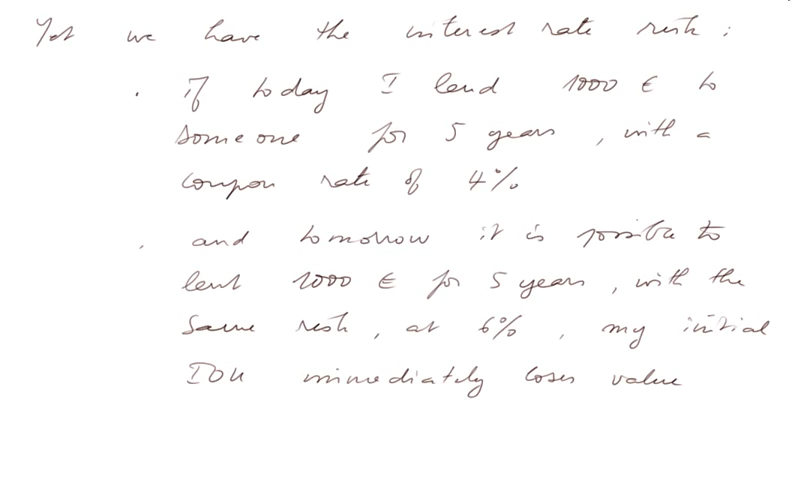 Yet we have the interest rate risk :
. if today I lend 1000 € to
someone for 5 years , with a
coupon rate of 4%
. and tomorrow it is possible to
lent 1000 € for 5 years , with the
same risk , at 6% , my initial
IOU immediately loses value